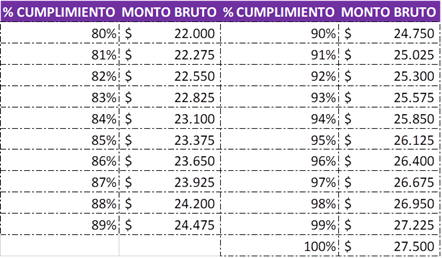 % CUMPLIMIENTO MONTO BRUTO % CUMPLIMIENTO MONTO BRUTO
80% $ 22.000 90% $ 24.750
81% $ 22.275 91% $ 25.025
82% $ 22.550 92% $ 25.300
83% $ 22.825 93% $ 25.575
84% $ 23.100 94% $ 25.850
85% $ 23.375 95% $ 26.125
86% $ 23.650 96% $ 26.400
87% $ 23.925 97% $ 26.675
88% $ 24.200 98% $ 26.950
89% $ 24.475 99% $ 27.225
100% $ 27.500